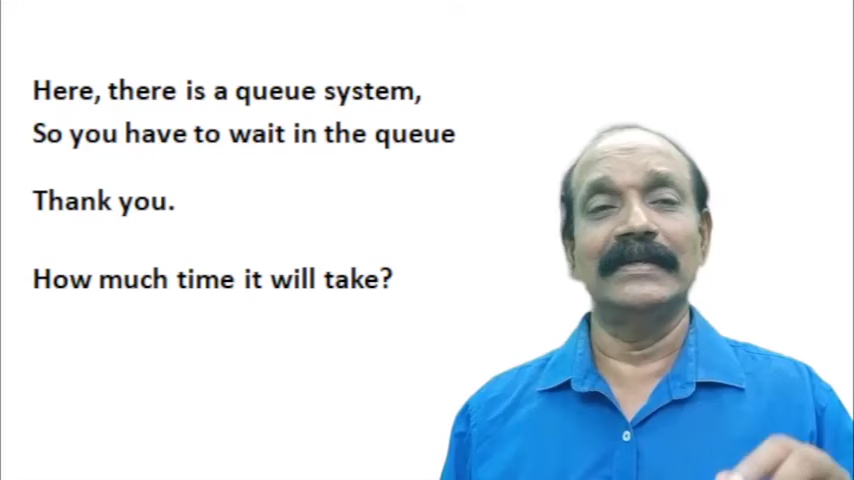 Here, there is a queue system,
So you have to wait in the queue
Thank you.
How much time it will take?